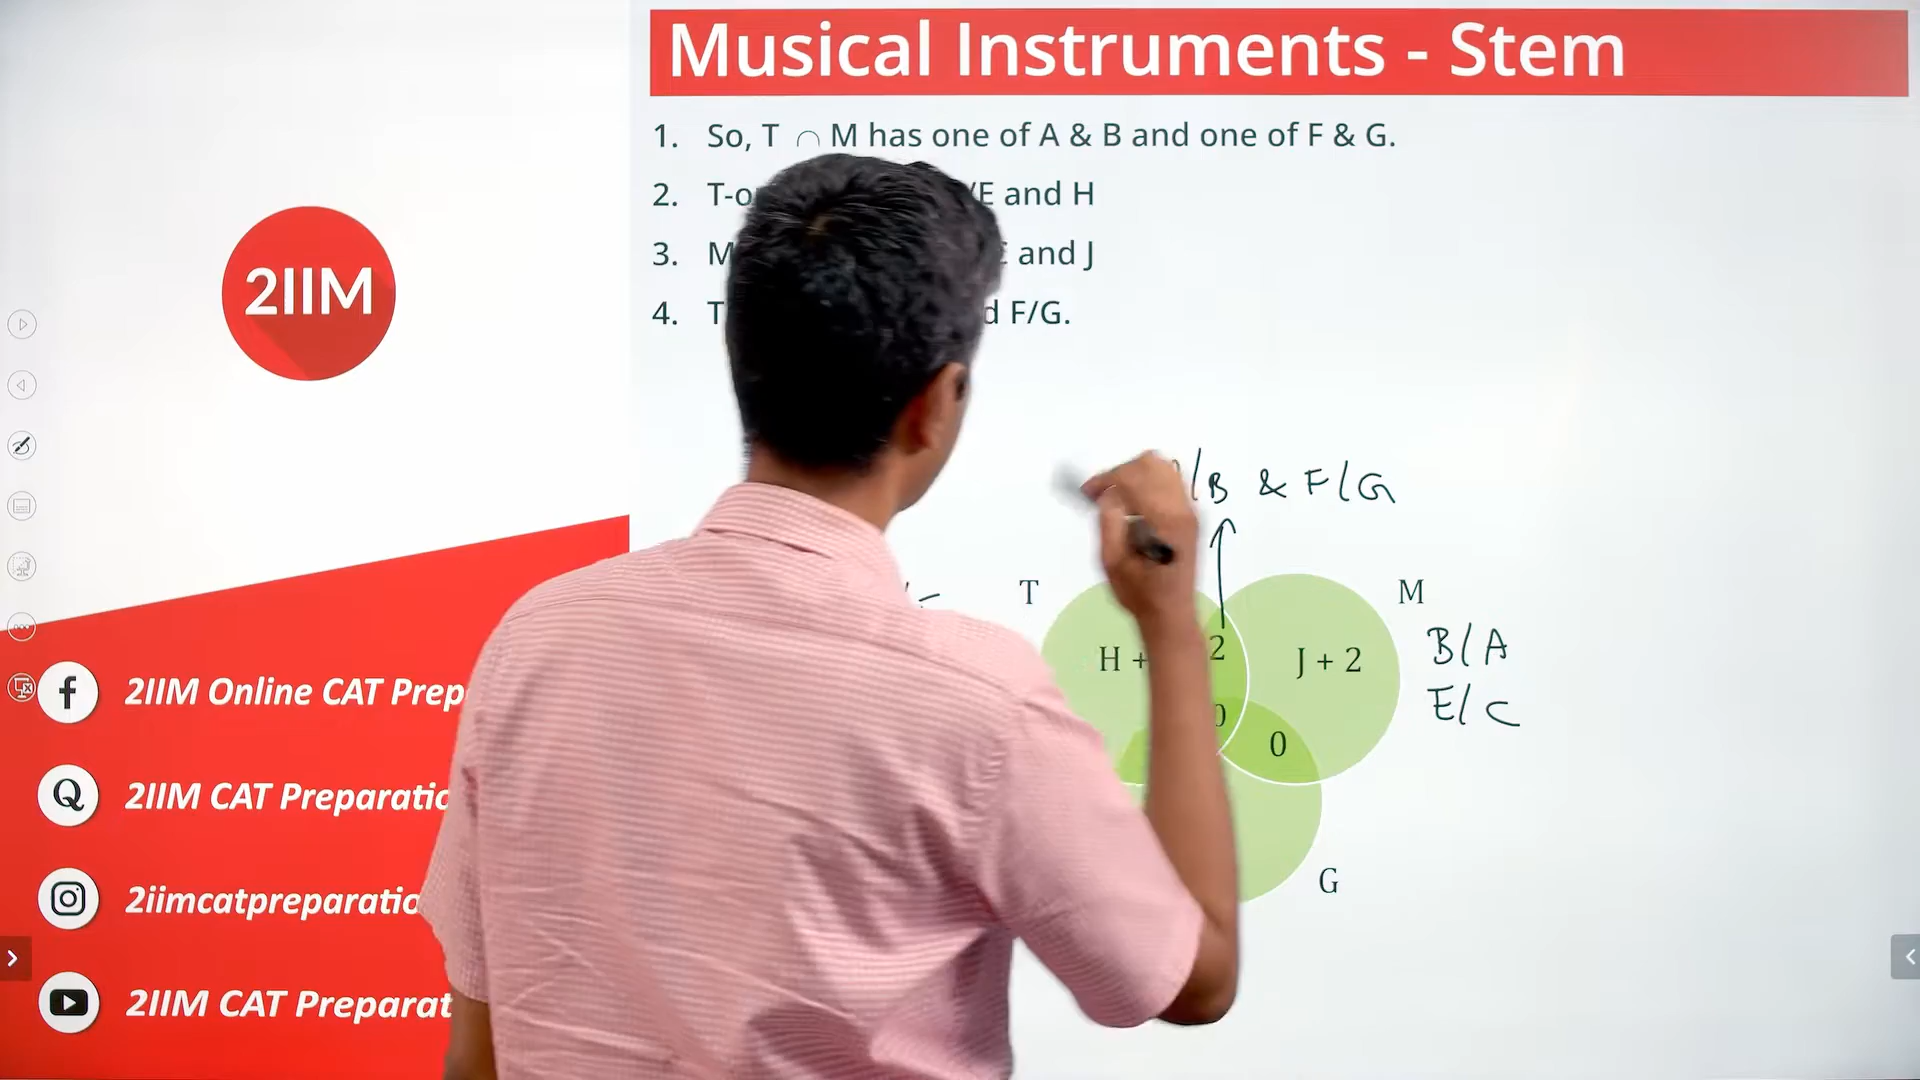 Musical Instruments - Stem
1. So, T ∩ M has one of A & B and one of F & G.
2. T-o /E and H
3. M E and J
4. T d F/G.
2IIM
/B & F/G
T
M
H +
2
J + 2
B/A
E/C
0
0
G
2IIM Online CAT Prep
2IIM CAT Preparatio
2iimcatpreparatio
2IIM CAT Preparat